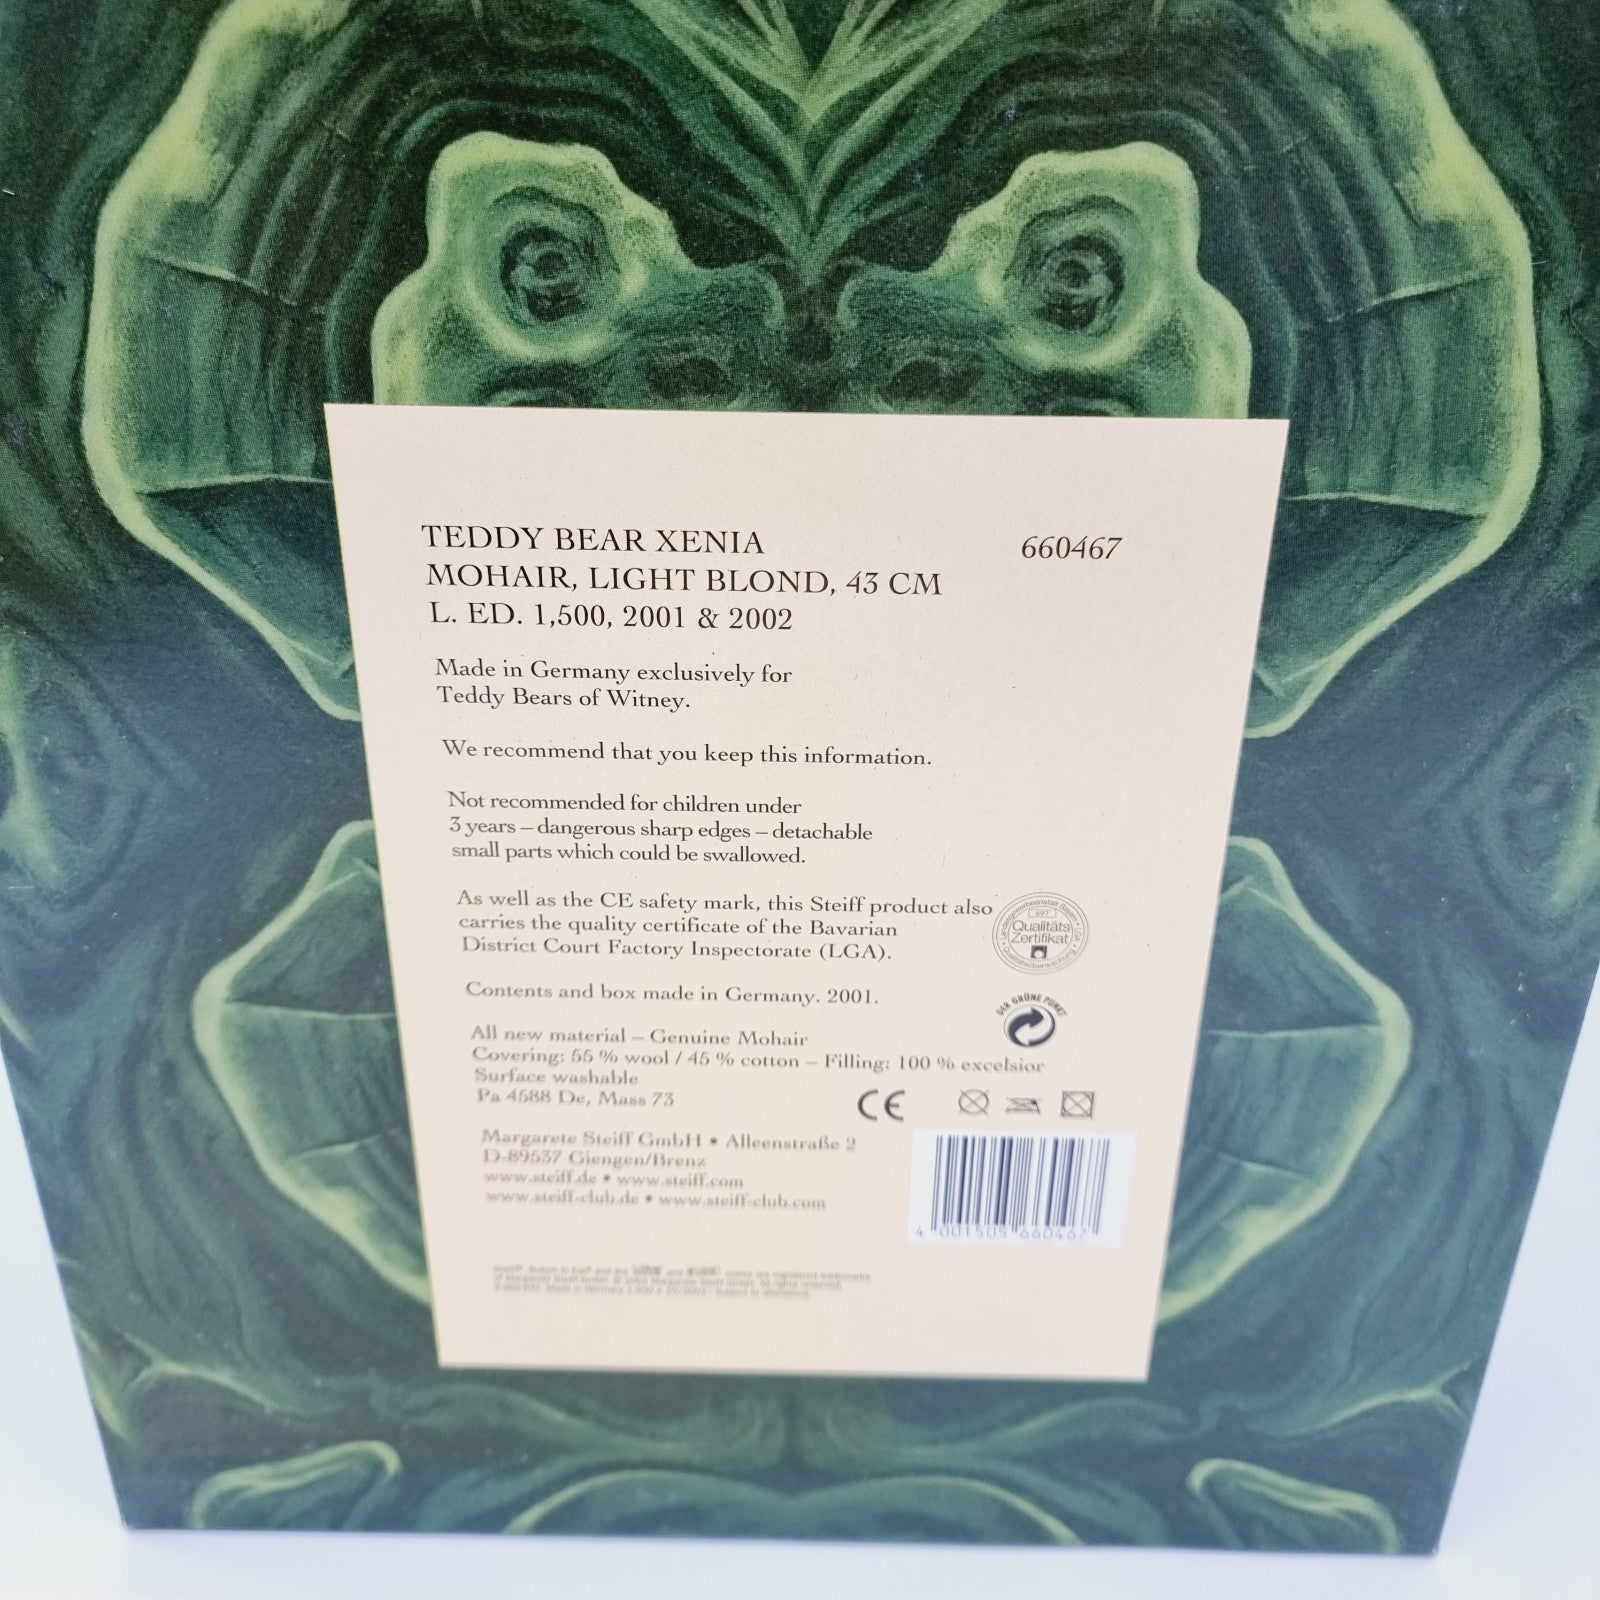 TEDDY BEAR XENIA 660467
MOHAIR, LIGHT BLOND, 43 CM
L. ED. 1,500, 2001 & 2002
Made in Germany exclusively for
Teddy Bears of Witney.
We recommend that you keep this information.
Not recommended for children under
3 years – dangerous sharp edges – detachable
small parts which could be swallowed.
As well as the CE safety mark, this Steiff product also
carries the quality certificate of the Bavarian
District Court Factory Inspectorate (LGA).
Qualitäts
Zertifikat
Contents and box made in Germany. 2001.
DER GRÜNE PUNKT
All new material – Genuine Mohair
Covering: 55 % wool / 45 % cotton – Filling: 100 % excelsior
Surface washable
Pa 4588 De, Mass 73
CE
Margarete Steiff GmbH • Alleenstraße 2
D-89537 Giengen/Brenz
www.steiff.de • www.steiff.com
www.steiff-club.de • www.steiff-club.com
4 001505 660467